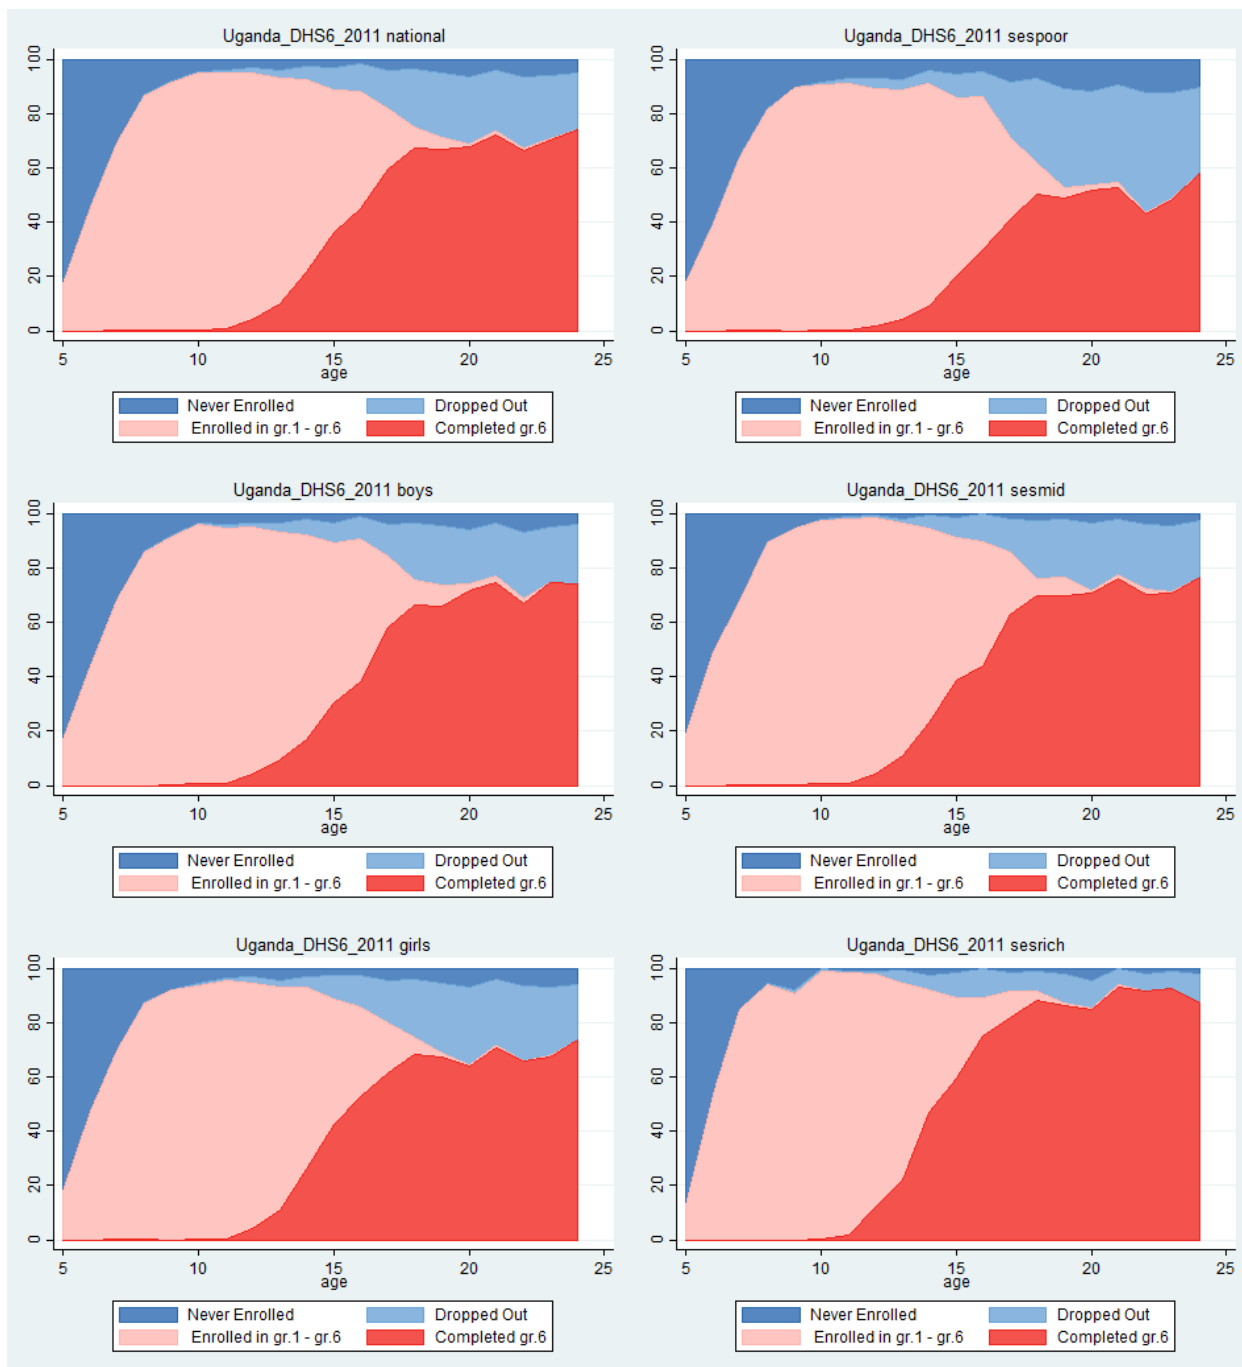 Uganda_DHS6_2011 national
100
80
60
40
20
0
5 10 15 20 25
age
Never Enrolled Dropped Out
Enrolled in gr.1 - gr.6 Completed gr.6
Uganda_DHS6_2011 sespoor
100
80
60
40
20
0
5 10 15 20 25
age
Never Enrolled Dropped Out
Enrolled in gr.1 - gr.6 Completed gr.6
Uganda_DHS6_2011 boys
100
80
60
40
20
0
5 10 15 20 25
age
Never Enrolled Dropped Out
Enrolled in gr.1 - gr.6 Completed gr.6
Uganda_DHS6_2011 sesmid
100
80
60
40
20
0
5 10 15 20 25
age
Never Enrolled Dropped Out
Enrolled in gr.1 - gr.6 Completed gr.6
Uganda_DHS6_2011 girls
100
80
60
40
20
0
5 10 15 20 25
age
Never Enrolled Dropped Out
Enrolled in gr.1 - gr.6 Completed gr.6
Uganda_DHS6_2011 sesrich
100
80
60
40
20
0
5 10 15 20 25
age
Never Enrolled Dropped Out
Enrolled in gr.1 - gr.6 Completed gr.6